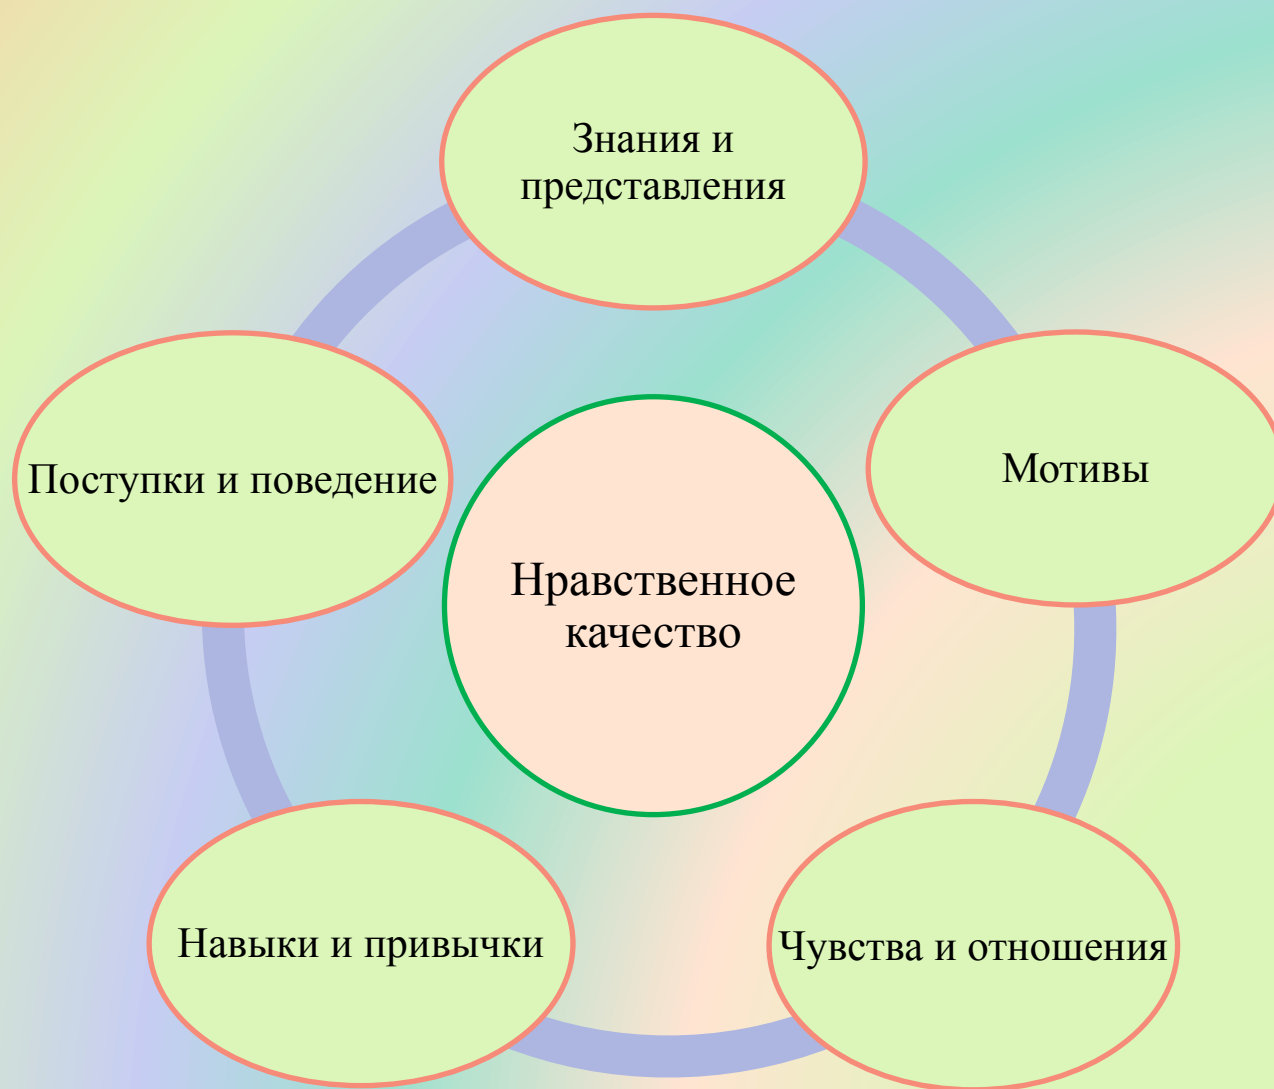 Знания и
представления
Мотивы
Поступки и поведение
Нравственное
качество
Навыки и привычки
Чувства и отношения